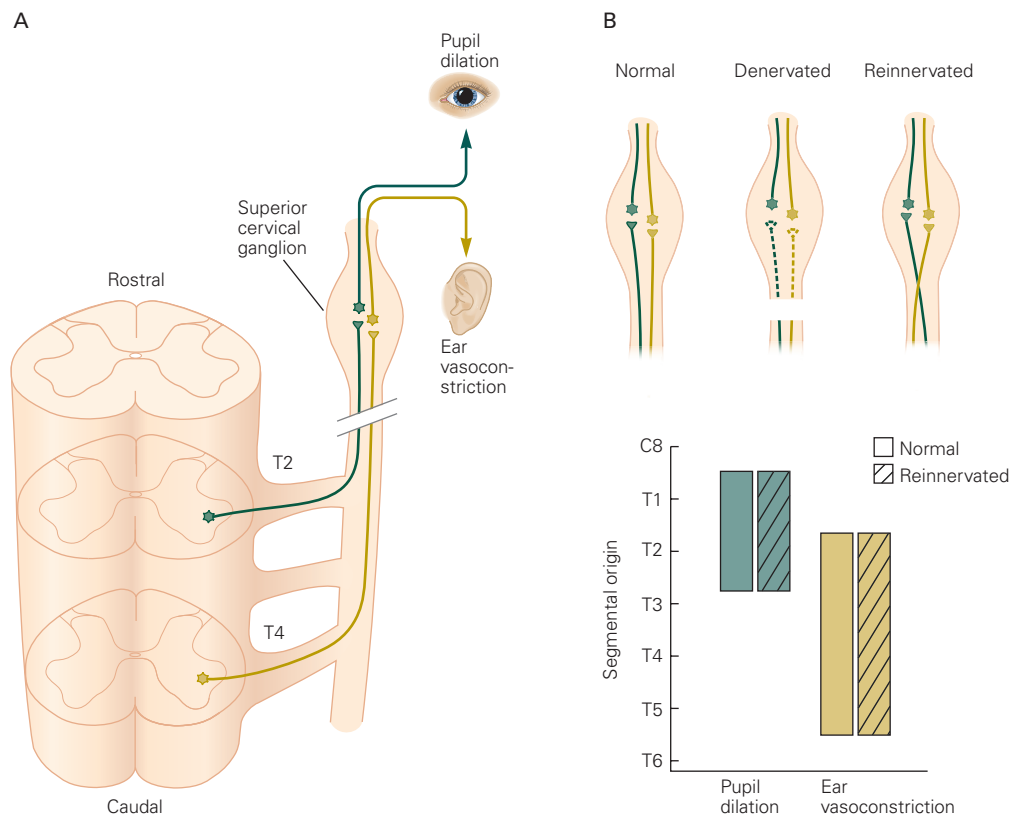 A
Pupil
dilation
Superior
cervical
ganglion
Rostral
Ear
vasocon-
striction
T2
T4
Caudal
B
Normal
Denervated
Reinnervated
Normal
Reinnervated
Segmental origin
C8
T1
T2
T3
T4
T5
T6
Pupil
dilation
Ear
vasoconstriction